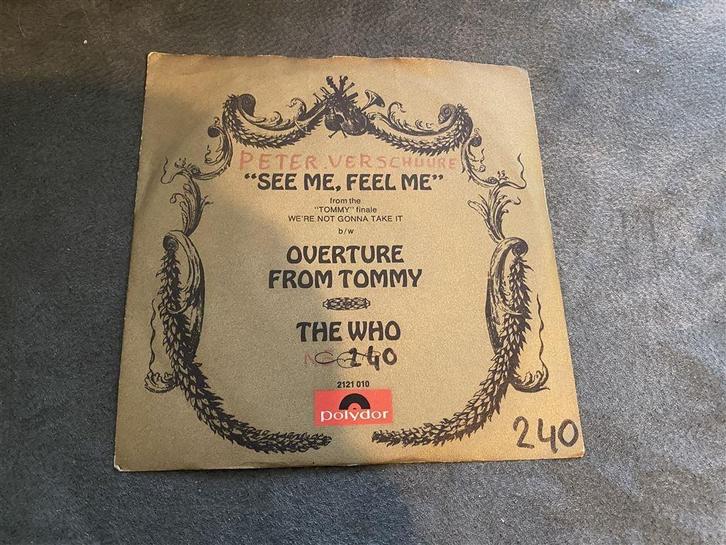 PETER VERSCHUURE
"SEE ME, FEEL ME"
from the
"TOMMY" finale
WE'RE NOT GONNA TAKE IT
b/w
OVERTURE
FROM TOMMY
THE WHO
240
2121 010
polydor
240